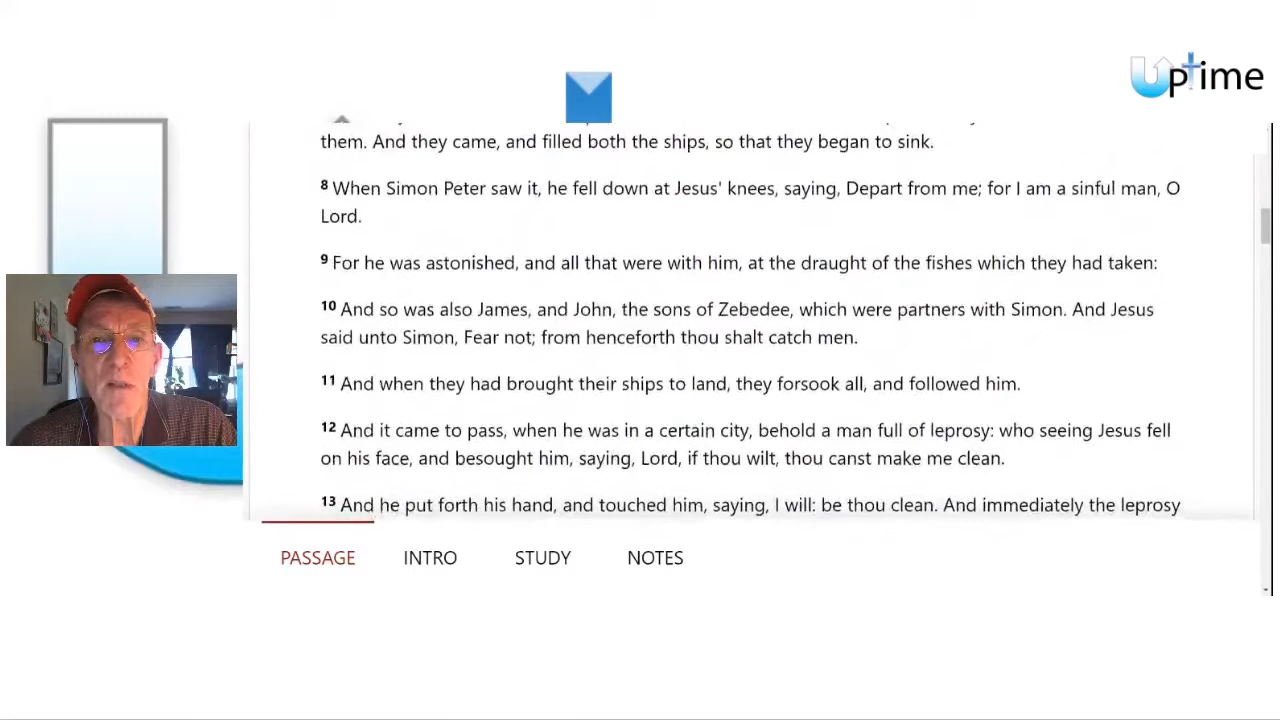 Uptime
them. And they came, and filled both the ships, so that they began to sink.
8 When Simon Peter saw it, he fell down at Jesus' knees, saying, Depart from me; for I am a sinful man, O
Lord.
9 For he was astonished, and all that were with him, at the draught of the fishes which they had taken:
10 And so was also James, and John, the sons of Zebedee, which were partners with Simon. And Jesus
said unto Simon, Fear not; from henceforth thou shalt catch men.
11 And when they had brought their ships to land, they forsook all, and followed him.
12 And it came to pass, when he was in a certain city, behold a man full of leprosy: who seeing Jesus fell
on his face, and besought him, saying, Lord, if thou wilt, thou canst make me clean.
13 And he put forth his hand, and touched him, saying, I will: be thou clean. And immediately the leprosy
PASSAGE INTRO STUDY NOTES